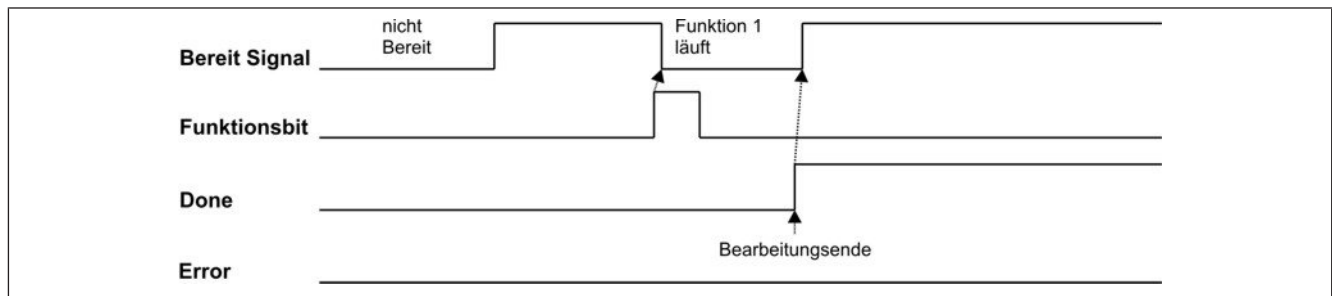 nicht
Bereit
Funktion 1
läuft
Bereit Signal
Funktionsbit
Done
Bearbeitungsende
Error